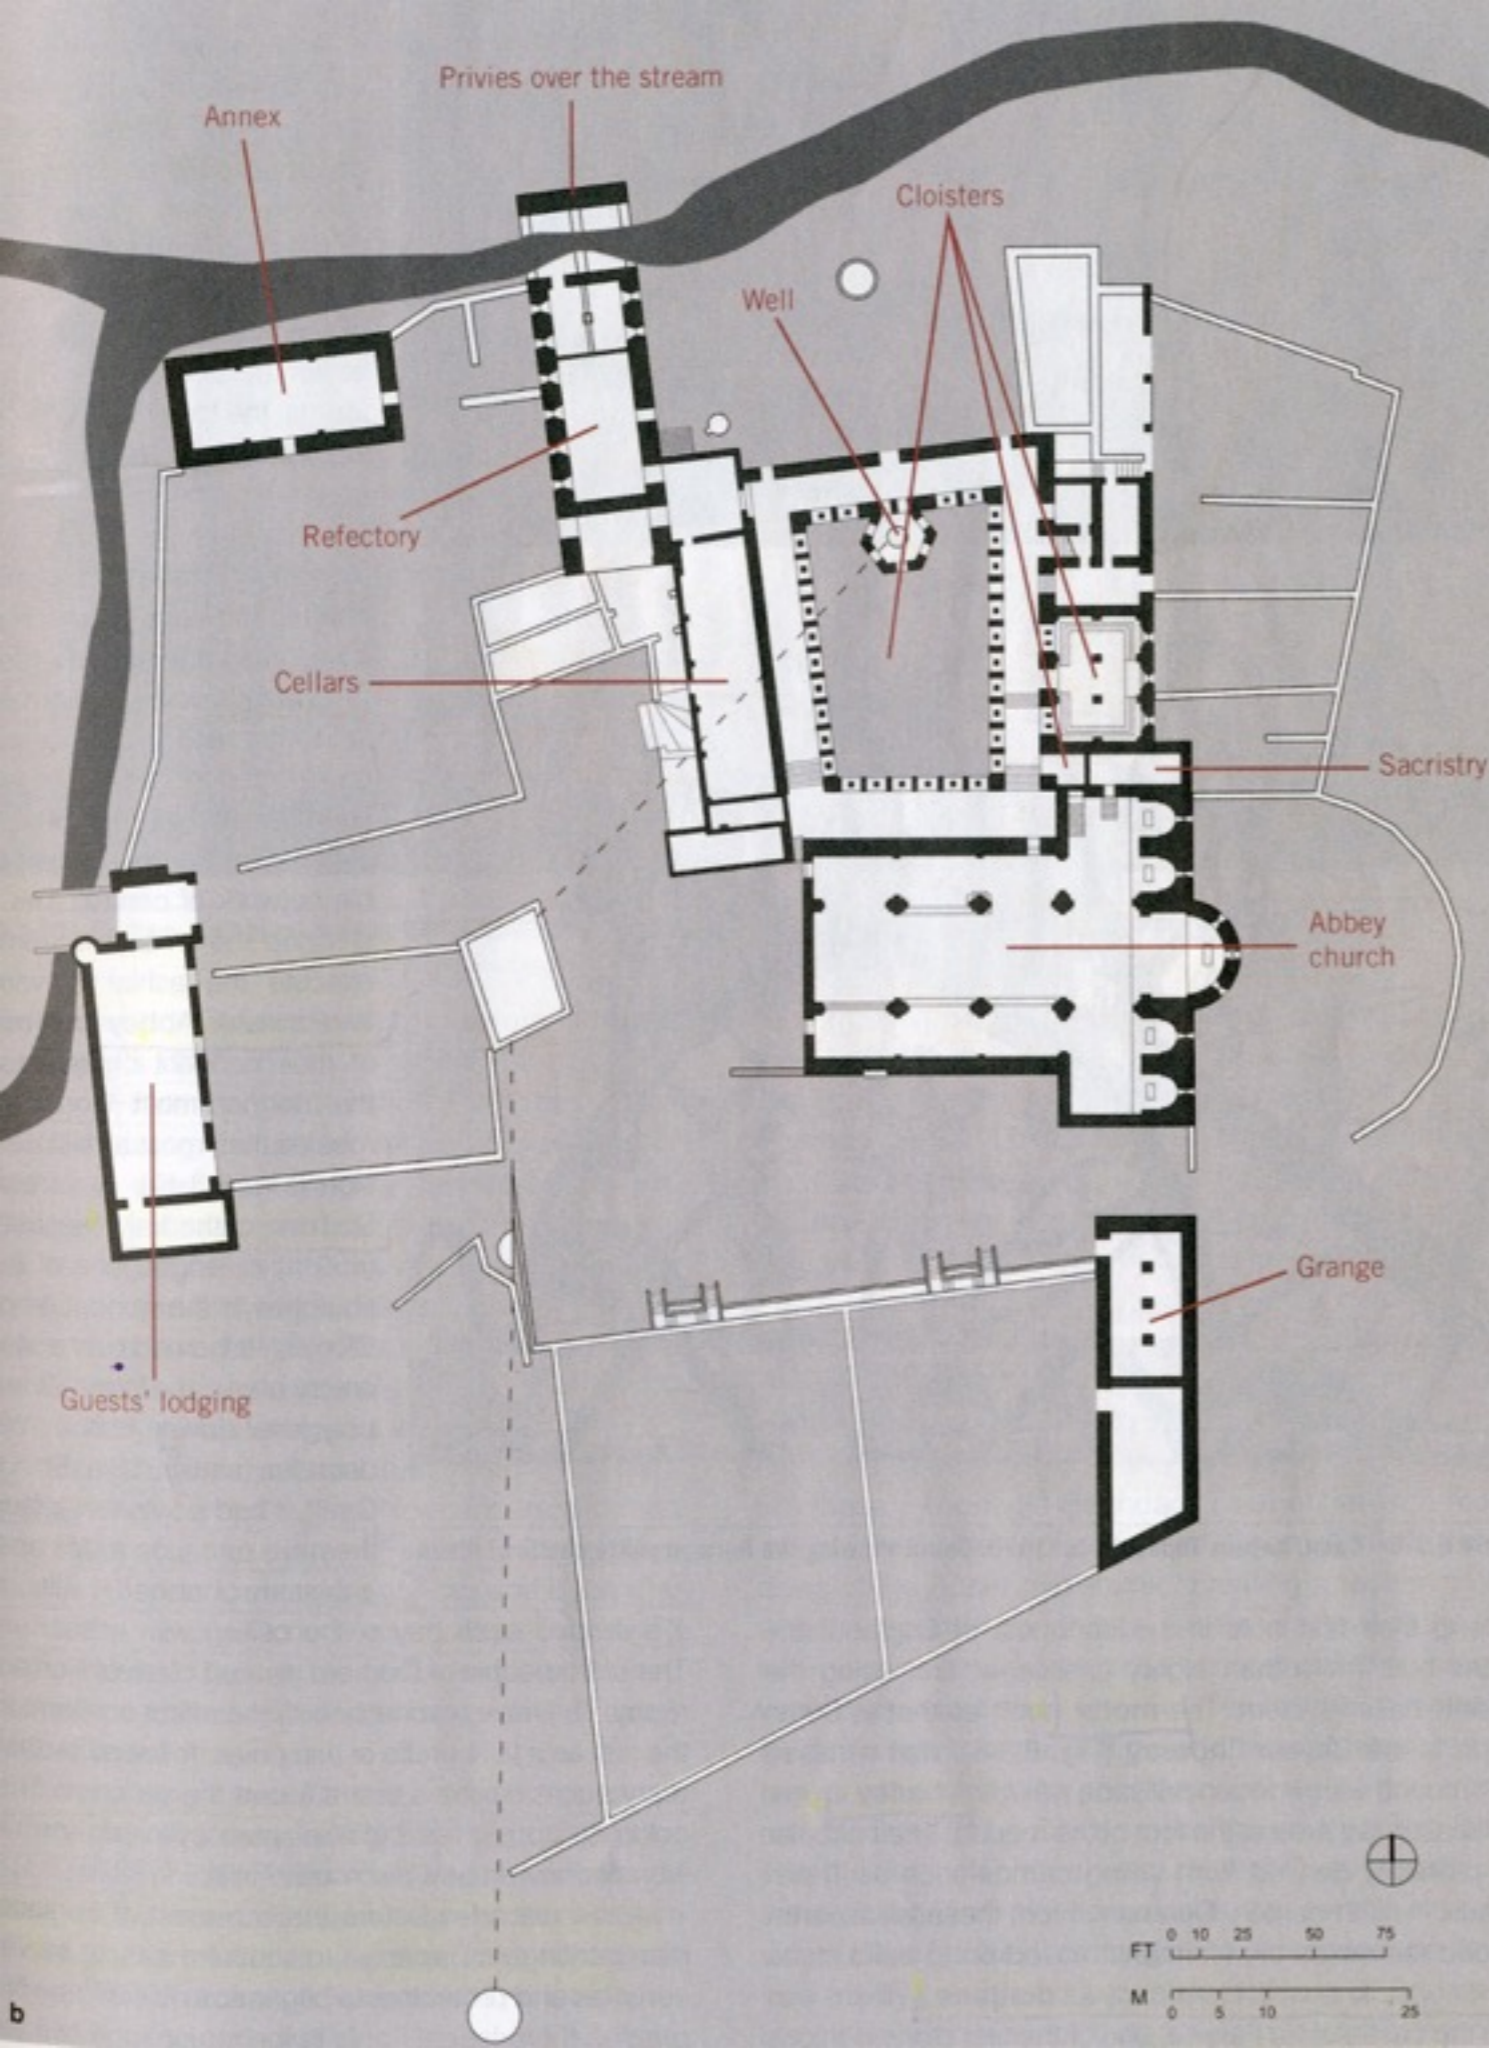 Privies over the stream
Annex
Cloisters
Well
Refectory
Cellars
Sacristry
Abbey
church
Grange
Guests' lodging
FT 0 10 25 50 75
M 0 5 10 25
b